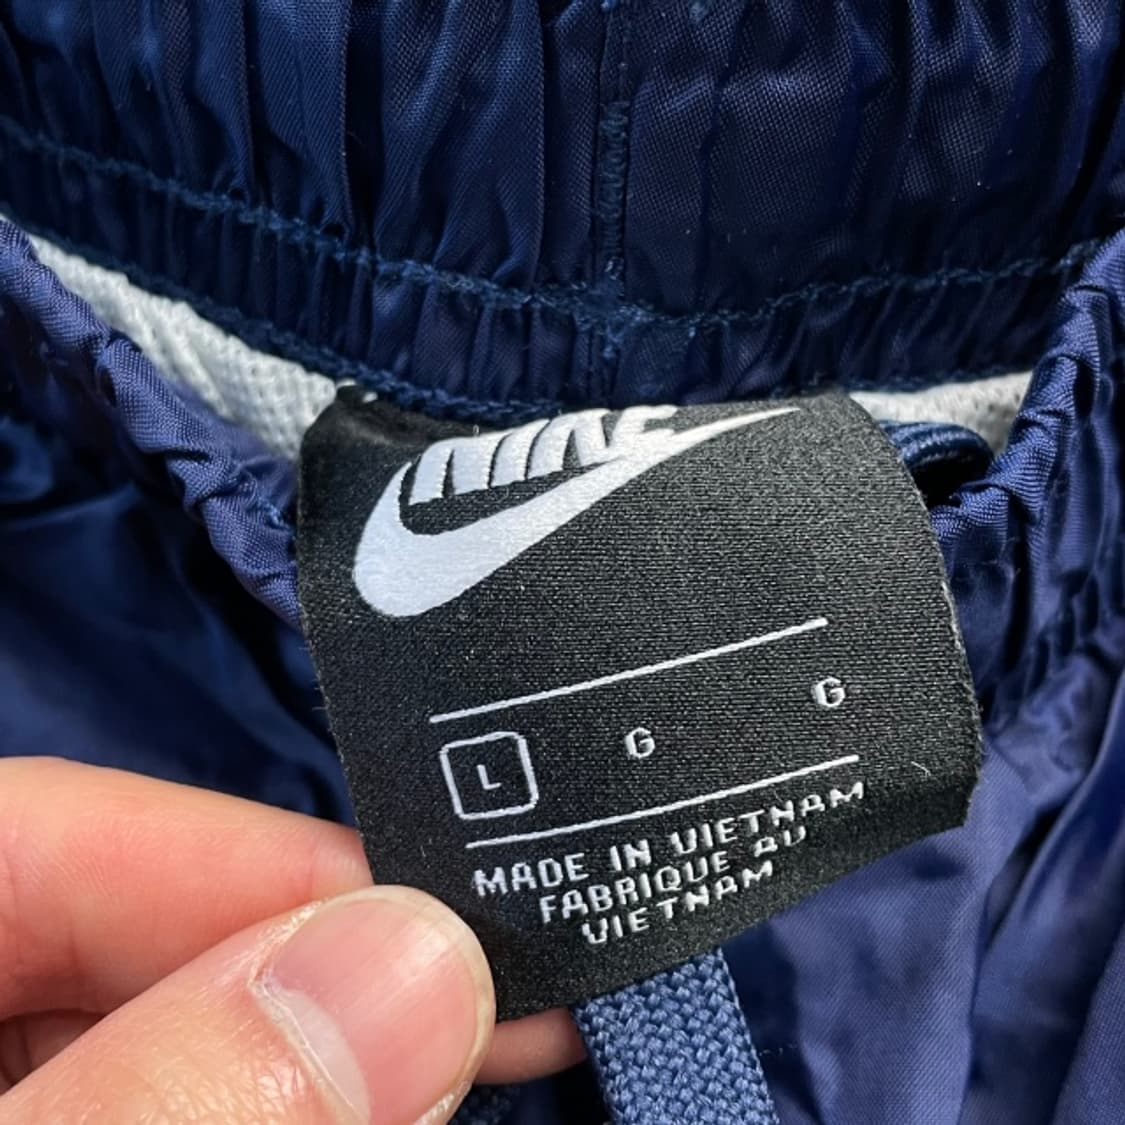 NIKE
L G G
MADE IN VIETNAM
FABRIQUE AU
VIETNAM